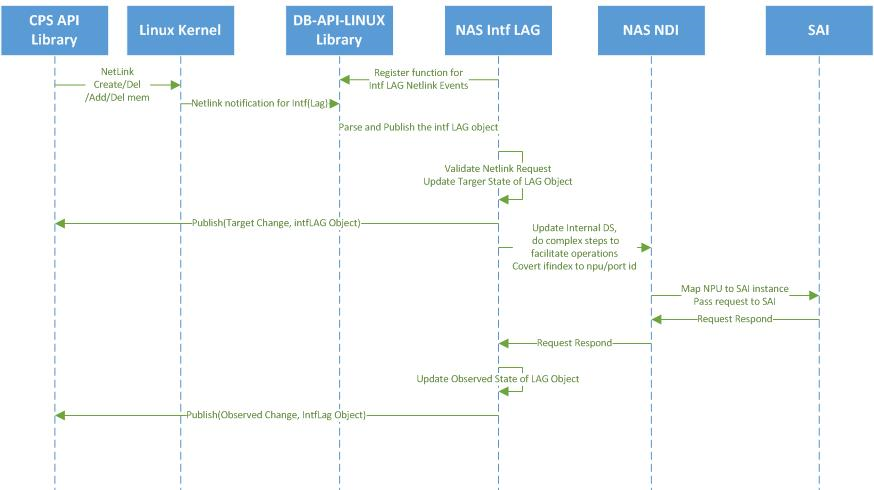 CPS API
Library
Linux Kernel
DB-API-LINUX
Library
NAS Intf LAG
NAS NDI
SAI
NetLink
Create/Del
/Add/Del mem
Register function for
Intf LAG Netlink Events
Netlink notification for Intf(Lag)
Parse and Publish the intf LAG object
Validate Netlink Request
Update Targer State of LAG Object
Publish(Target Change, intfLAG Object)
Update Internal DS,
do complex steps to
facilitate operations
Covert ifindex to npu/port id
Map NPU to SAI instance
Pass request to SAI
Request Respond
Request Respond
Update Observed State of LAG Object
Publish(Observed Change, IntfLag Object)